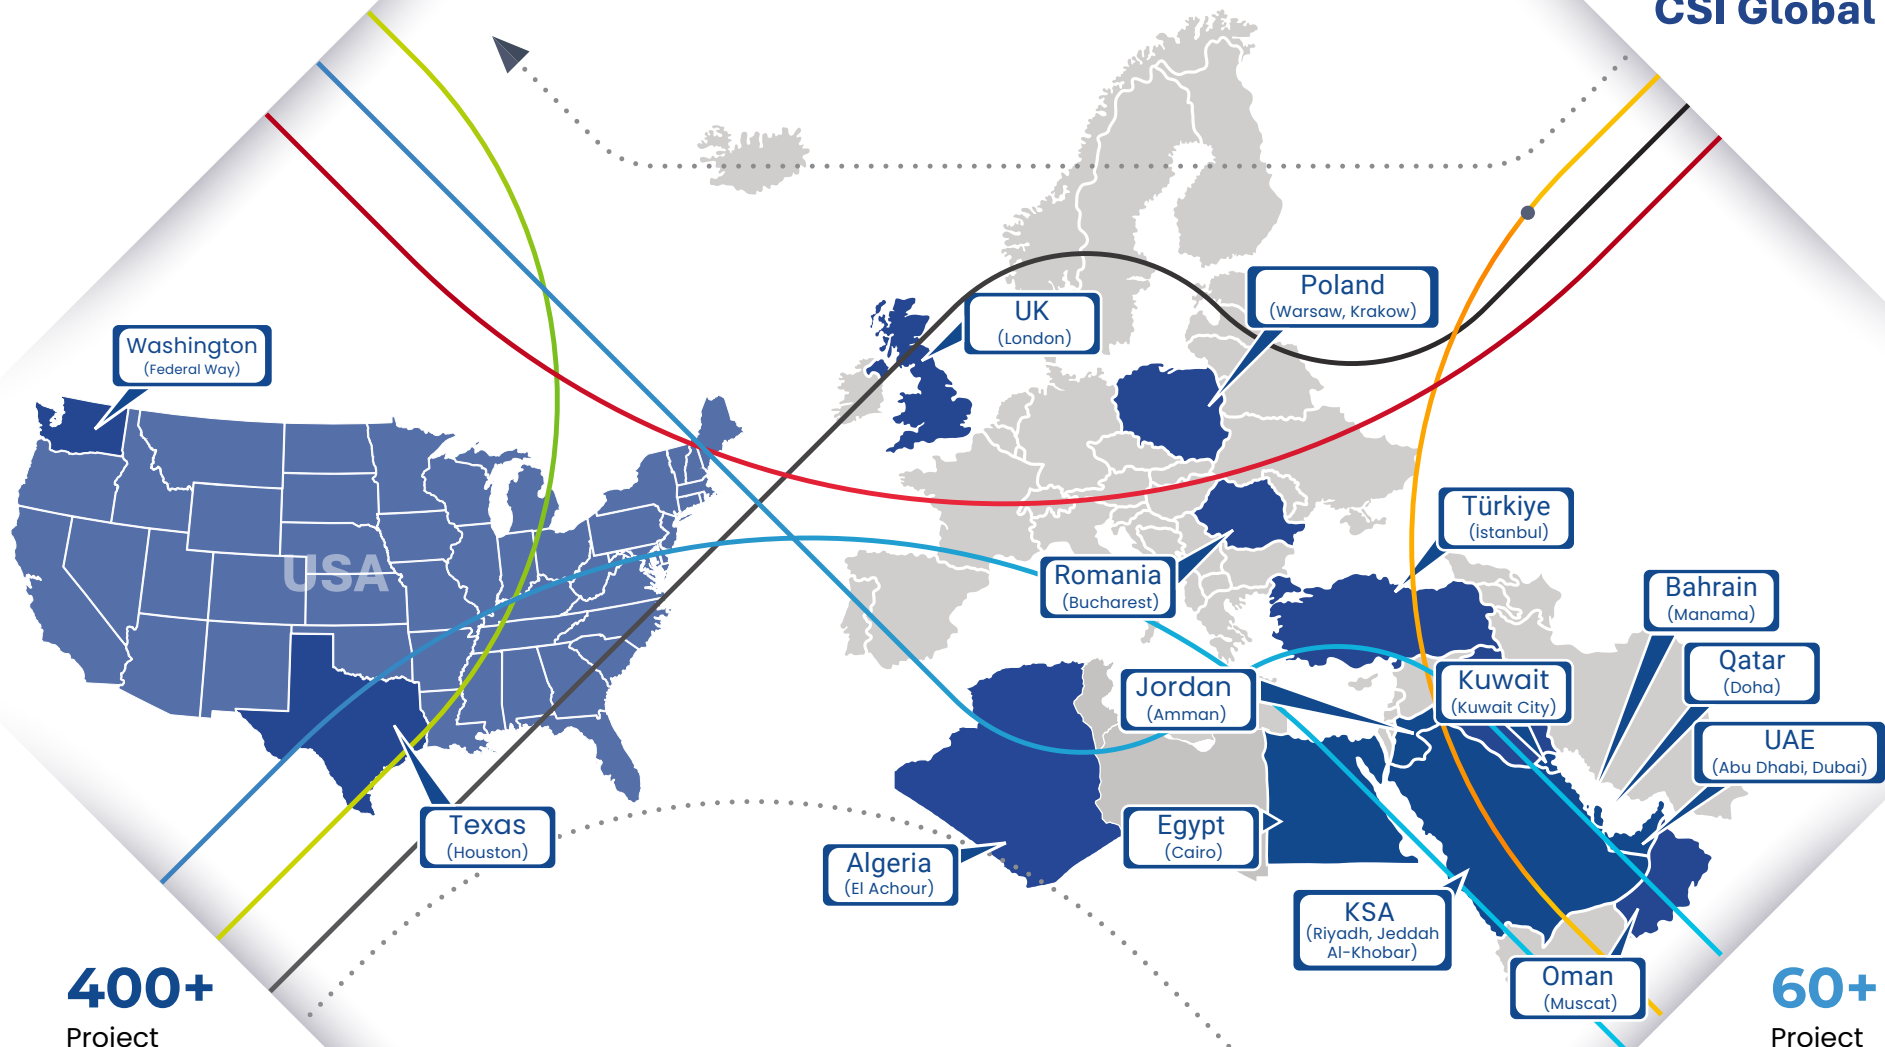 CSI Global
UK
(London)
Poland
(Warsaw, Krakow)
Washington
(Federal Way)
Türkiye
(İstanbul)
USA
Romania
(Bucharest)
Bahrain
(Manama)
Qatar
(Doha)
Jordan
(Amman)
Kuwait
(Kuwait City)
UAE
(Abu Dhabi, Dubai)
Texas
(Houston)
Egypt
(Cairo)
Algeria
(El Achour)
KSA
(Riyadh, Jeddah
Al-Khobar)
Oman
(Muscat)
400+
Project
60+
Project